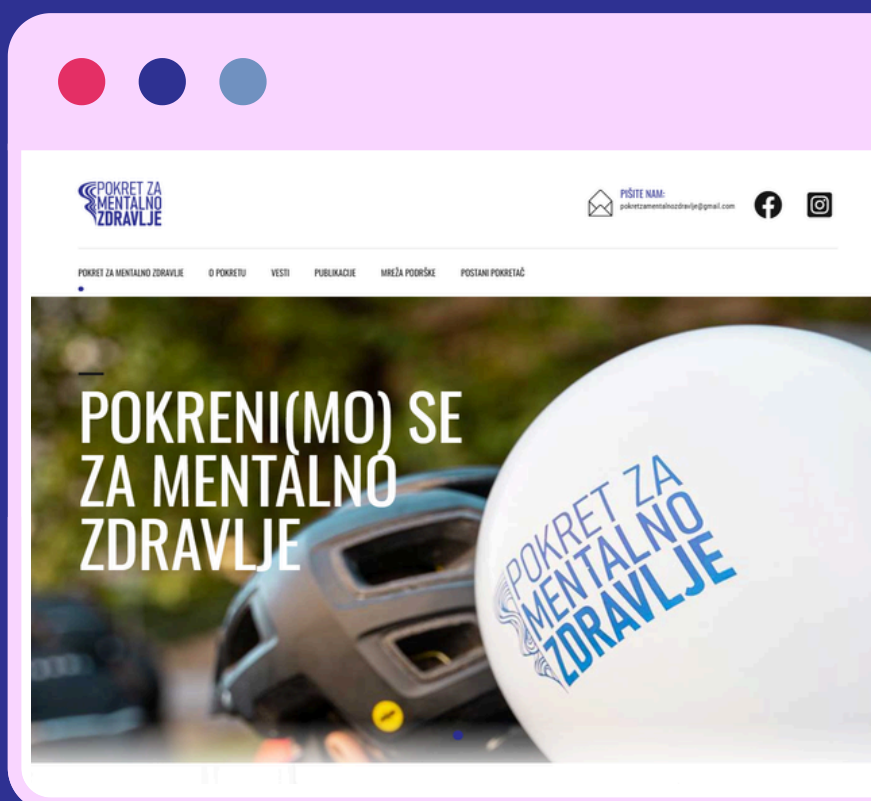 POKRET ZA
MENTALNO
ZDRAVLJE
PIŠITE NAM:
pokretzamentalnozdravlje@gmail.com
POKRET ZA MENTALNO ZDRAVLJE O POKRETU VESTI PUBLIKACIJE MREŽA PODRŠKE POSTANI POKRETAČ
POKRENI(MO) SE
ZA MENTALNO
ZDRAVLJE
POKRET ZA
MENTALNO
ZDRAVLJE